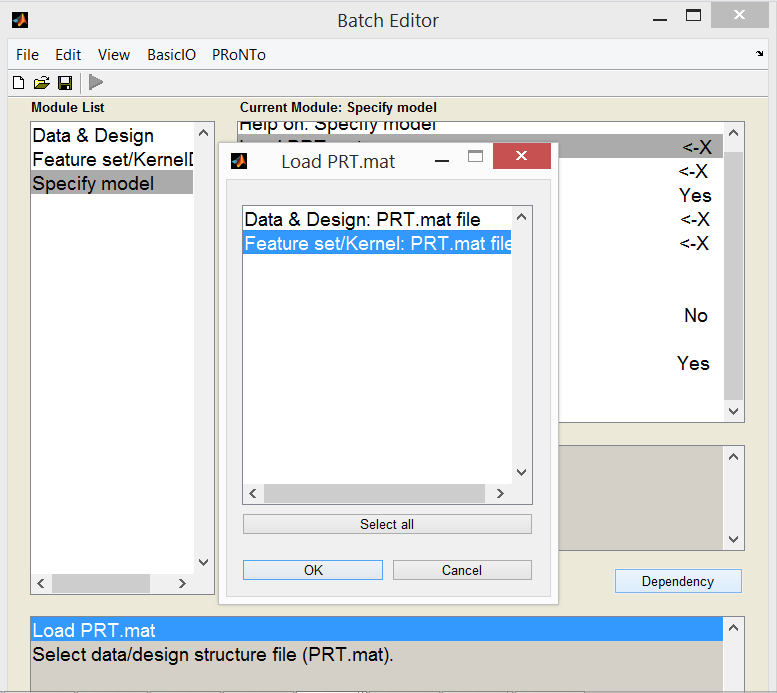 Batch Editor
File Edit View BasicIO PRoNTo
Module List
Current Module: Specify model
Data & Design
Feature set/Kernel
Specify model
Help on: Specify model
<-X
<-X
Yes
<-X
<-X
No
Yes
Load PRT.mat
Data & Design: PRT.mat file
Feature set/Kernel: PRT.mat file
Select all
OK Cancel
Dependency
Load PRT.mat
Select data/design structure file (PRT.mat).